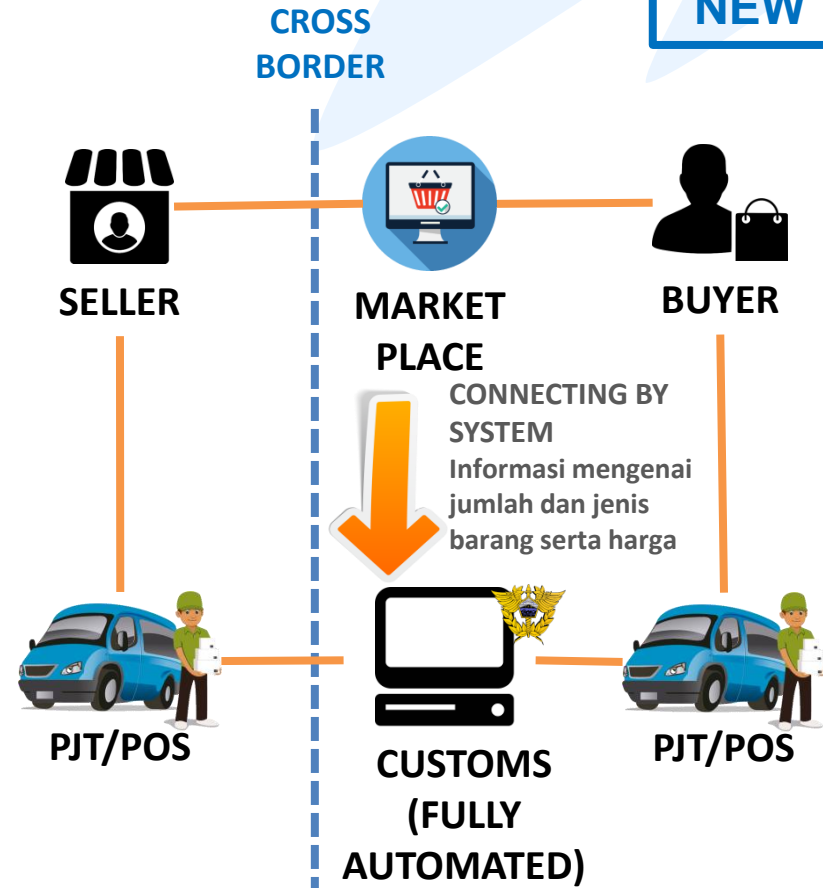 CROSS
BORDER
NEW
SELLER
MARKET
PLACE
BUYER
CONNECTING BY
SYSTEM
Informasi mengenai
jumlah dan jenis
barang serta harga
PJT/POS
CUSTOMS
(FULLY
AUTOMATED)
PJT/POS